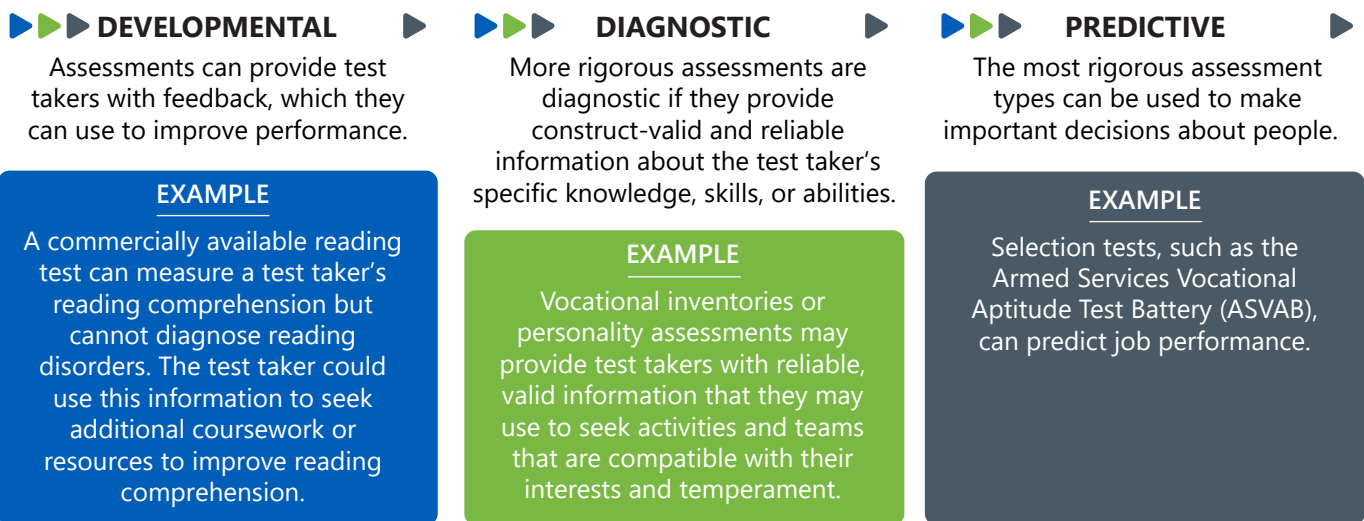 DEVELOPMENTAL
Assessments can provide test
takers with feedback, which they
can use to improve performance.
EXAMPLE
A commercially available reading
test can measure a test taker’s
reading comprehension but
cannot diagnose reading
disorders. The test taker could
use this information to seek
additional coursework or
resources to improve reading
comprehension.
DIAGNOSTIC
More rigorous assessments are
diagnostic if they provide
construct-valid and reliable
information about the test taker’s
specific knowledge, skills, or abilities.
EXAMPLE
Vocational inventories or
personality assessments may
provide test takers with reliable,
valid information that they may
use to seek activities and teams
that are compatible with their
interests and temperament.
PREDICTIVE
The most rigorous assessment
types can be used to make
important decisions about people.
EXAMPLE
Selection tests, such as the
Armed Services Vocational
Aptitude Test Battery (ASVAB),
can predict job performance.